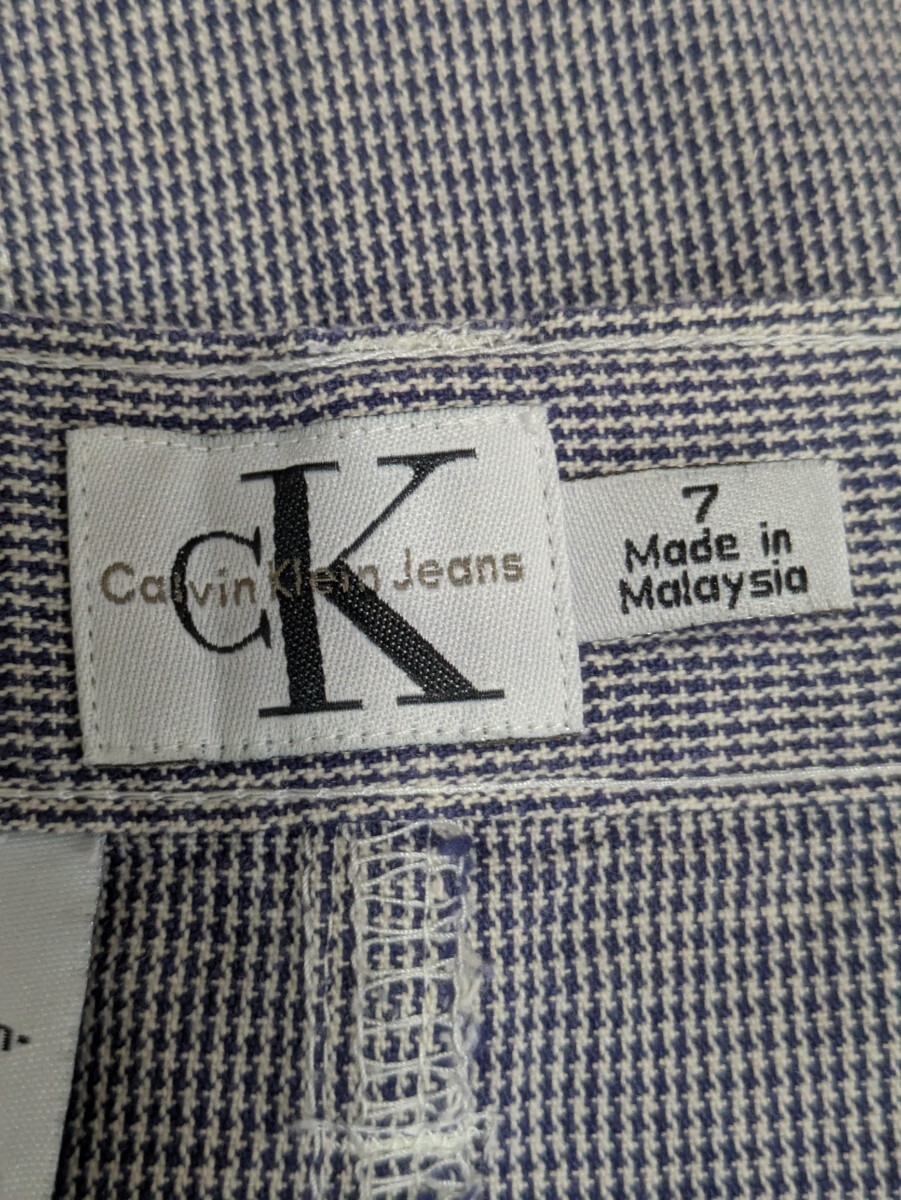 CK
Calvin Klein Jeans
7
Made in
Malaysia